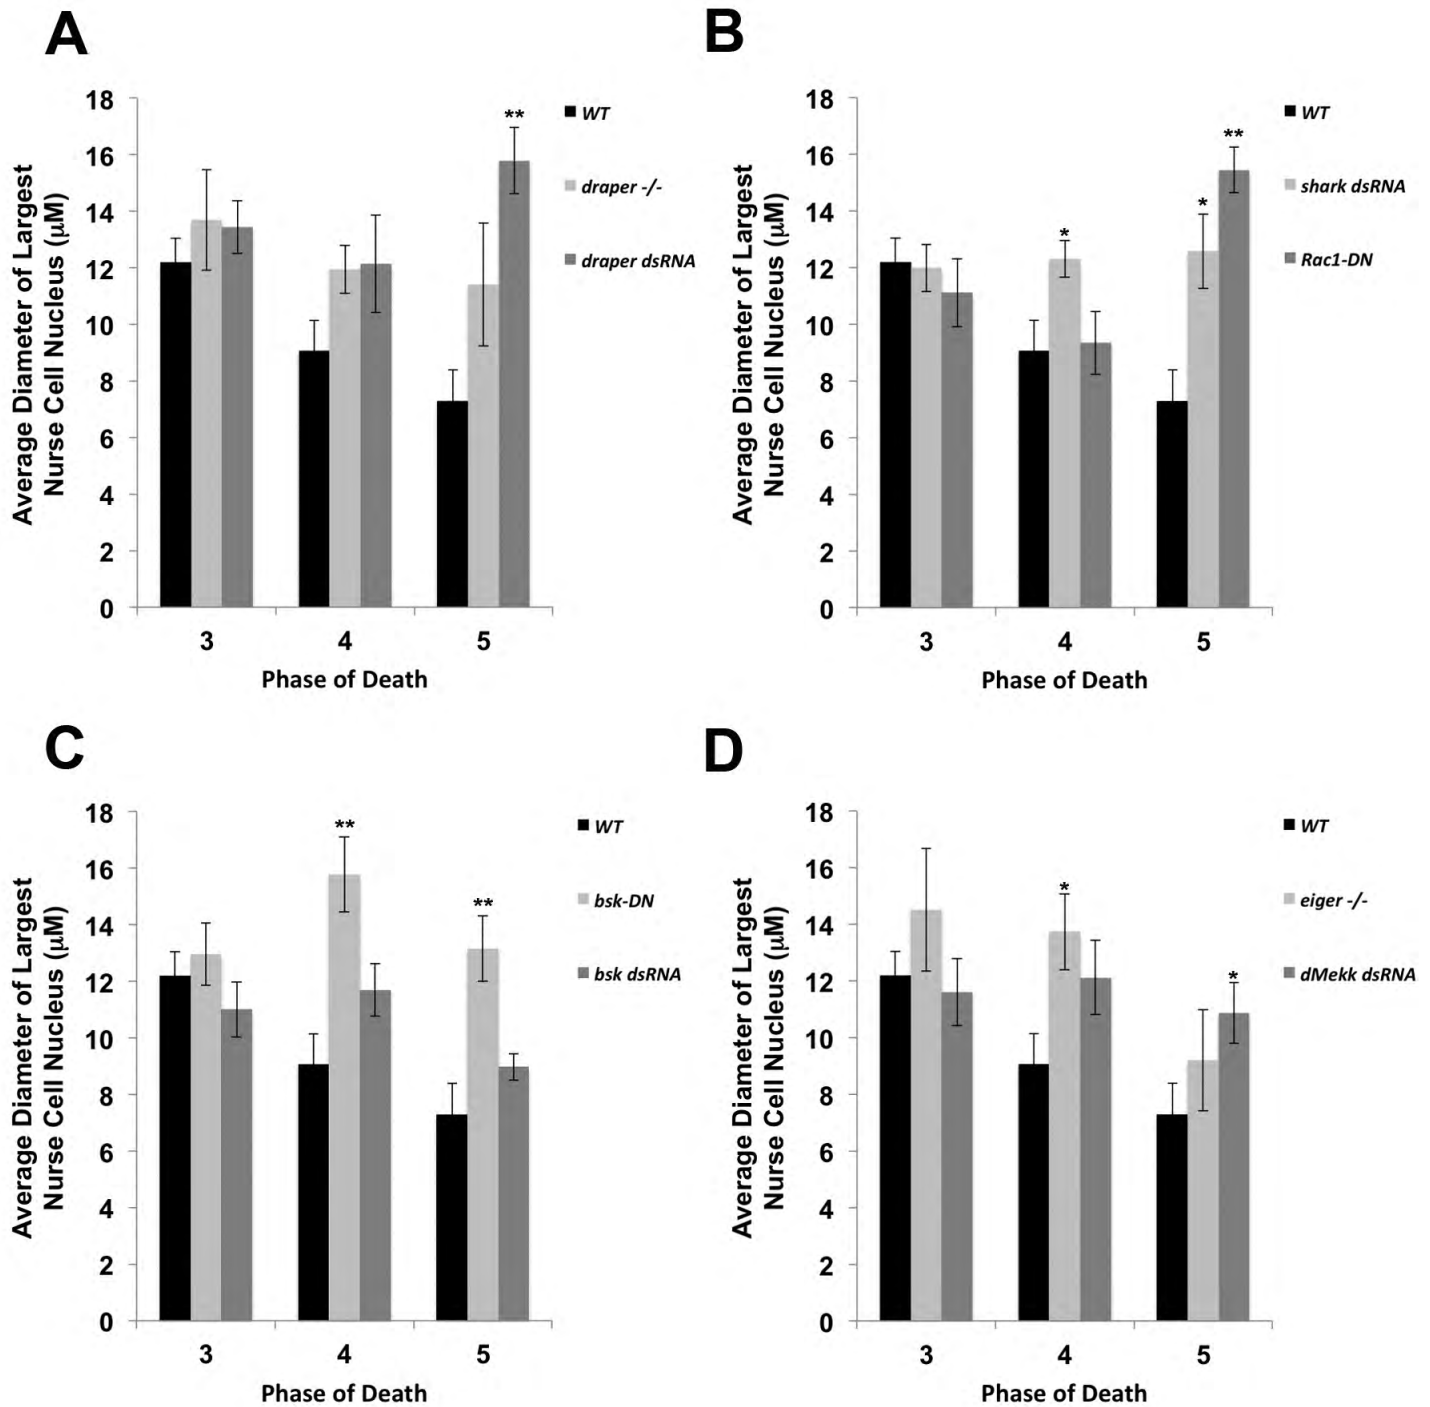 A
Average Diameter of Largest
Nurse Cell Nucleus (µM)
18
16
14
12
10
8
6
4
2
0
**
3
4
5
Phase of Death
WT
draper -/-
draper dsRNA
B
Average Diameter of Largest
Nurse Cell Nucleus (µM)
18
16
14
12
10
8
6
4
2
0
*
*
**
3
4
5
Phase of Death
WT
shark dsRNA
Rac1-DN
C
Average Diameter of Largest
Nurse Cell Nucleus (µM)
18
16
14
12
10
8
6
4
2
0
**
**
3
4
5
Phase of Death
WT
bsk-DN
bsk dsRNA
D
Average Diameter of Largest
Nurse Cell Nucleus (µM)
18
16
14
12
10
8
6
4
2
0
*
*
3
4
5
Phase of Death
WT
eiger -/-
dMekk dsRNA